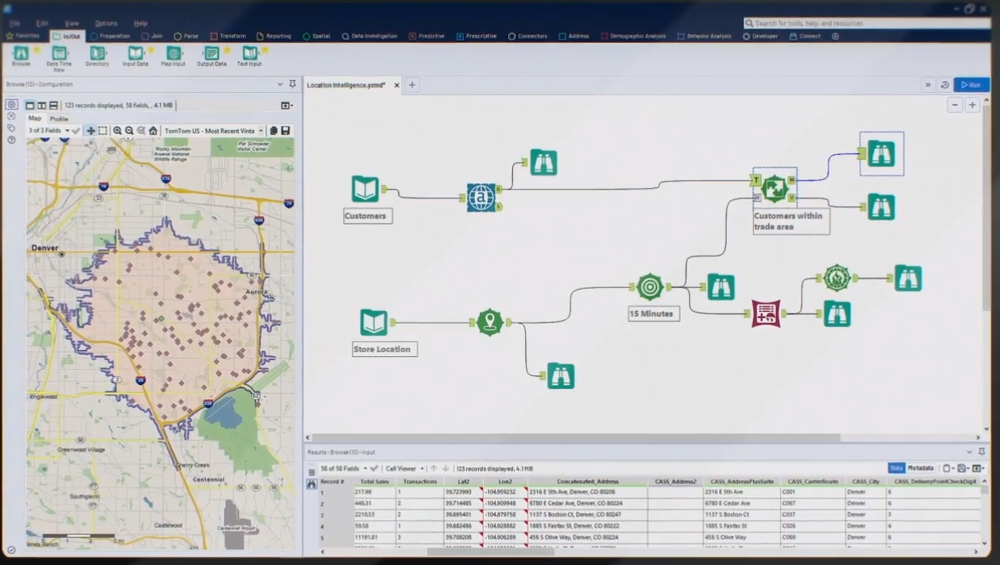 File Edit View Options Help
Search for tools, help, and resources
Favorites In/Out Preparation Join Parse Transform Reporting Spatial Data Investigation Predictive Prescriptive Connectors Address Demographic Analysis Behavior Analysis Developer Connect
Browse Date Time Now Directory Input Data Map Input Output Data Text Input
Browse (10) - Configuration
Location Intelligence.yxmd*
Run
123 records displayed, 58 fields, , 4.1 MB
Map Profile
3 of 3 Fields TomTom US - Most Recent Vinta
Rocky Mountain
Arsenal National
Wildlife Refuge
Pat Schroeder
Visitor Center
Denver
Aurora
Englewood
Greenwood Village
Cherry Creek
Centennial
Southglenn
Castlewood
Centennial Airport
Customers
Customers within
trade area
15 Minutes
Store Location
Results - Browse (10) - Input
58 of 58 Fields Cell Viewer 123 records displayed, 4.1 MB Data Metadata
Record # Total Sales Transactions Lat2 Lon2 Concatenated_Address CASS_Address2 CASS_AddressPlusSuite CASS_CarrierRoute CASS_City CASS_DeliveryPointCheckDigit
1 217.98 1 39.723993 -104.959232 2316 E 5th Ave, Denver, CO 80206 2316 E 5th Ave C001 Denver 6
2 446.31 2 39.714465 -104.909948 6780 E Cedar Ave, Denver, CO 80224 6780 E Cedar Ave C067 Denver 6
3 2210.53 2 39.695401 -104.879758 1137 S Boston Ct, Denver, CO 80247 1137 S Boston Ct C037 Denver 3
4 59.58 1 39.682486 -104.928882 1885 S Fairfax St, Denver, CO 80222 1885 S Fairfax St C026 Denver 4
5 11191.81 3 39.708208 -104.906289 456 S Olive Way, Denver, CO 80224 456 S Olive Way C069 Denver 6